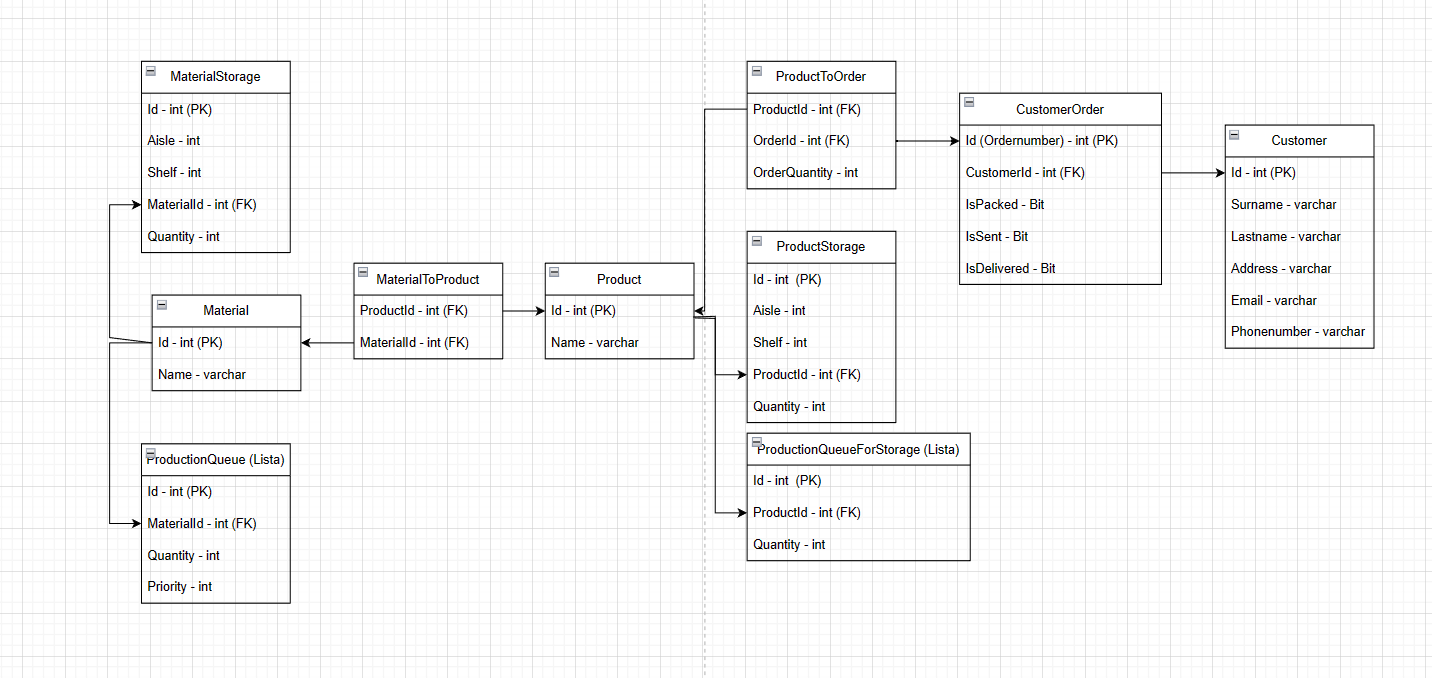 MaterialStorage
Id - int (PK)
Aisle - int
Shelf - int
MaterialId - int (FK)
Quantity - int
Material
Id - int (PK)
Name - varchar
ProductionQueue (Lista)
Id - int (PK)
MaterialId - int (FK)
Quantity - int
Priority - int
MaterialToProduct
ProductId - int (FK)
MaterialId - int (FK)
Product
Id - int (PK)
Name - varchar
ProductToOrder
ProductId - int (FK)
OrderId - int (FK)
OrderQuantity - int
ProductStorage
Id - int  (PK)
Aisle - int
Shelf - int
ProductId - int (FK)
Quantity - int
ProductionQueueForStorage (Lista)
Id - int  (PK)
ProductId - int (FK)
Quantity - int
CustomerOrder
Id (Ordernumber) - int (PK)
CustomerId - int (FK)
IsPacked - Bit
IsSent - Bit
IsDelivered - Bit
Customer
Id - int (PK)
Surname - varchar
Lastname - varchar
Address - varchar
Email - varchar
Phonenumber - varchar